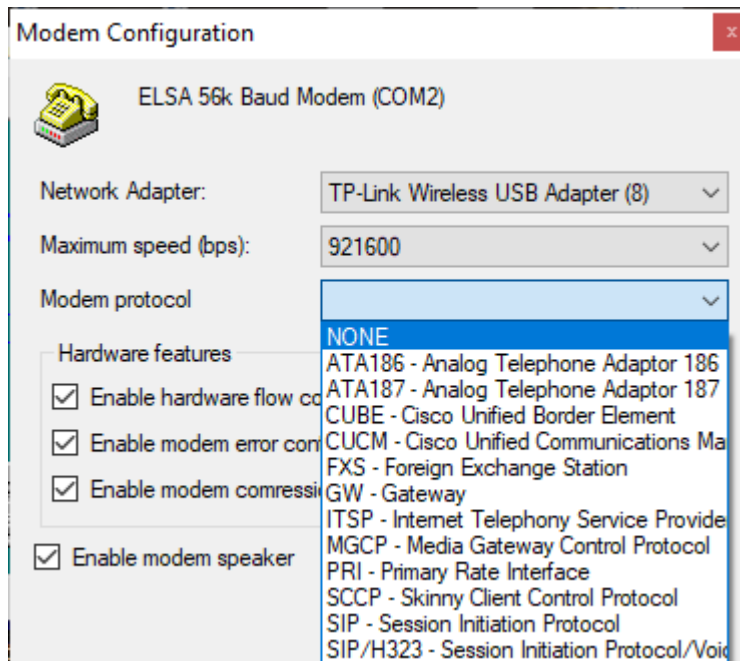 Modem Configuration
x
ELSA 56k Baud Modem (COM2)
Network Adapter:
TP-Link Wireless USB Adapter (8)
Maximum speed (bps):
921600
Modem protocol
NONE
ATA186 - Analog Telephone Adaptor 186
ATA187 - Analog Telephone Adaptor 187
CUBE - Cisco Unified Border Element
CUCM - Cisco Unified Communications Ma
FXS - Foreign Exchange Station
GW - Gateway
ITSP - Internet Telephony Service Provide
MGCP - Media Gateway Control Protocol
PRI - Primary Rate Interface
SCCP - Skinny Client Control Protocol
SIP - Session Initiation Protocol
SIP/H323 - Session Initiation Protocol/Voic
Hardware features
Enable hardware flow co
Enable modem error con
Enable modem comressi
Enable modem speaker